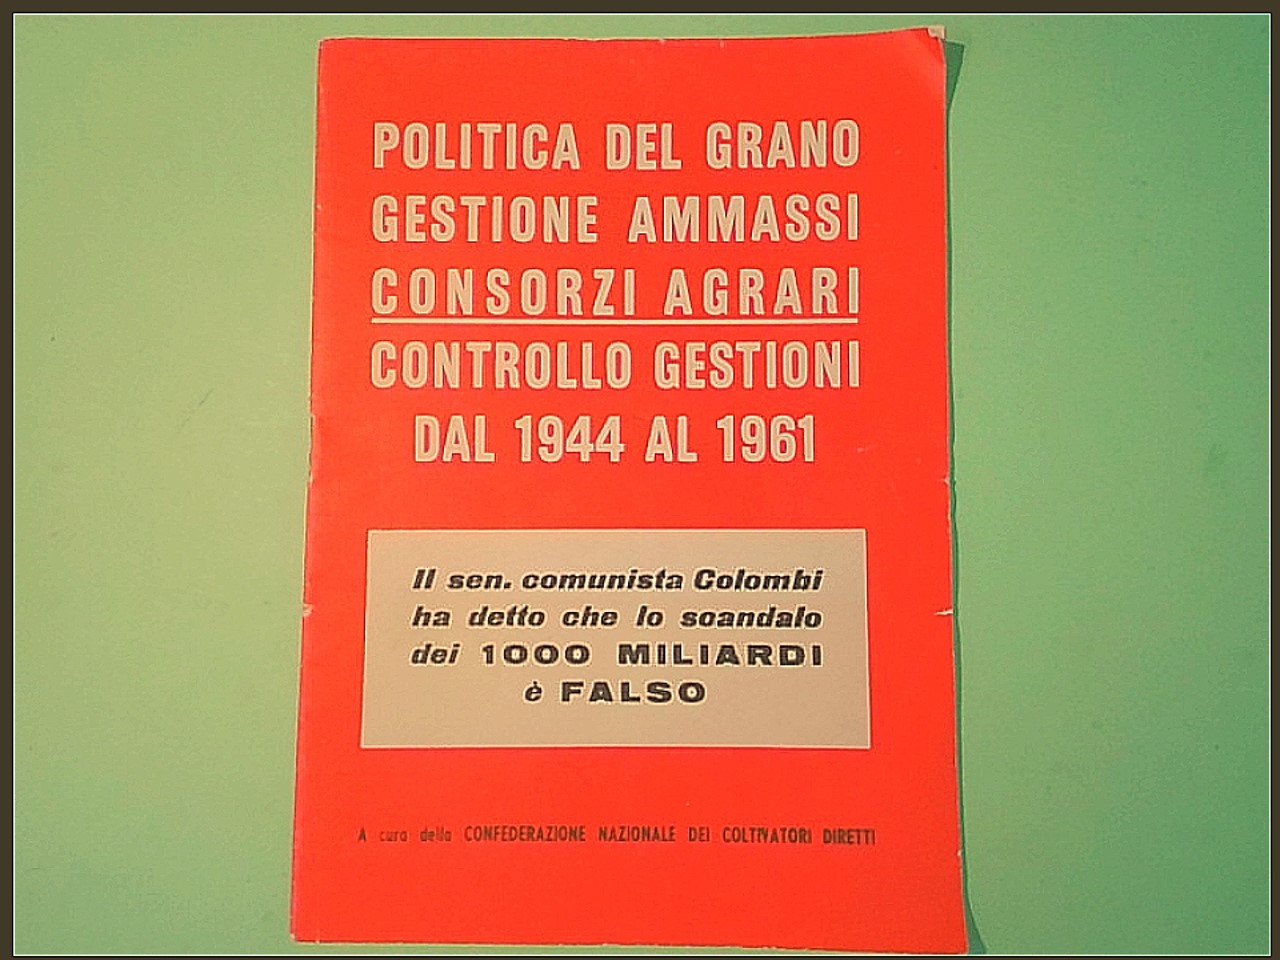 POLITICA DEL GRANO
GESTIONE AMMASSI
CONSORZI AGRARI
CONTROLLO GESTIONI
DAL 1944 AL 1961
Il sen. comunista Colombi
ha detto che lo scandalo
dei 1000 MILIARDI
è FALSO
A cura della CONFEDERAZIONE NAZIONALE DEI COLTIVATORI DIRETTI